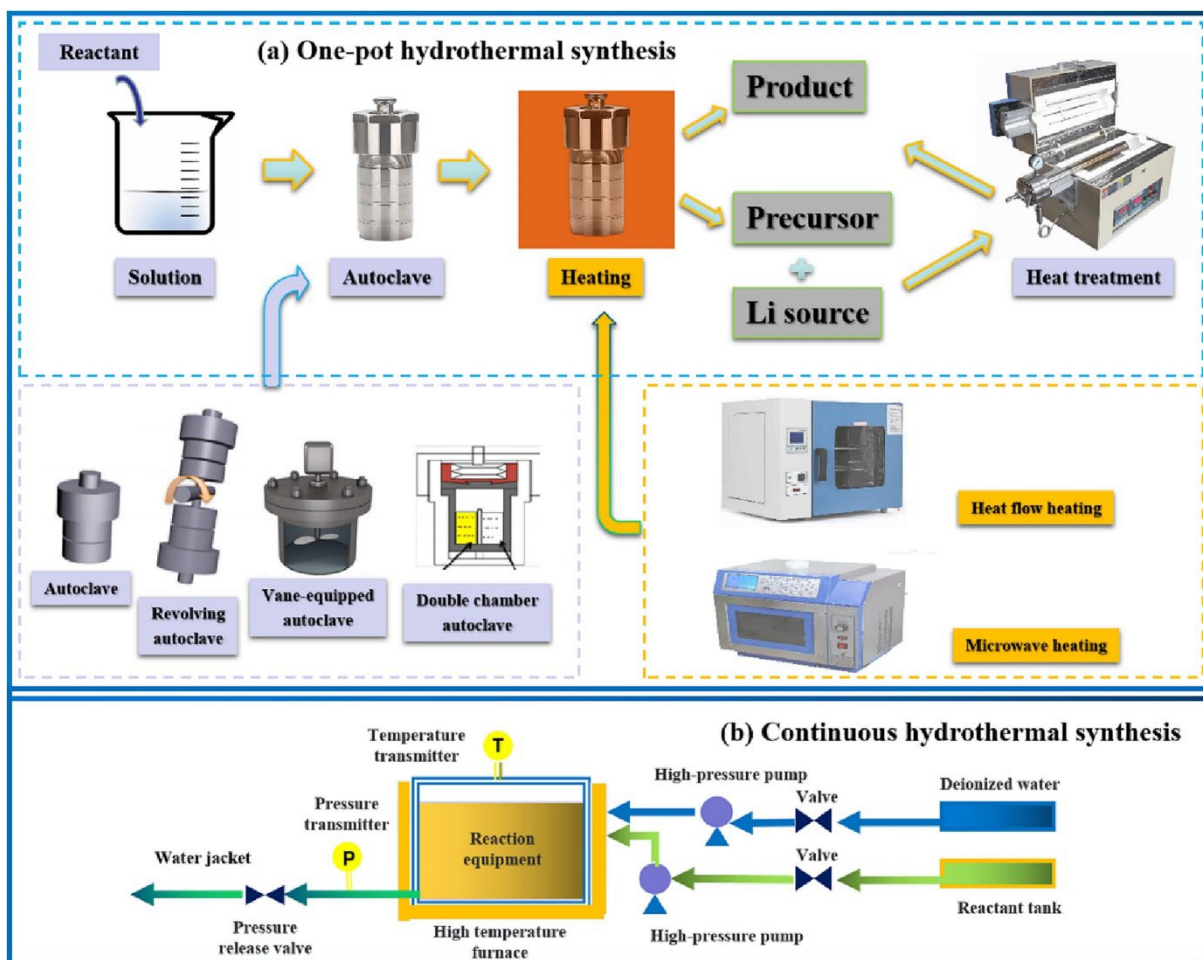 (a) One-pot hydrothermal synthesis
Reactant
Solution
Autoclave
Heating
Product
Precursor
+
Li source
Heat treatment
Autoclave
Revolving
autoclave
Vane-equipped
autoclave
Double chamber
autoclave
Heat flow heating
Microwave heating
(b) Continuous hydrothermal synthesis
Temperature
transmitter
T
Pressure
transmitter
P
Water jacket
Pressure
release valve
Reaction
equipment
High temperature
furnace
High-pressure pump
Valve
Deionized water
High-pressure pump
Valve
Reactant tank